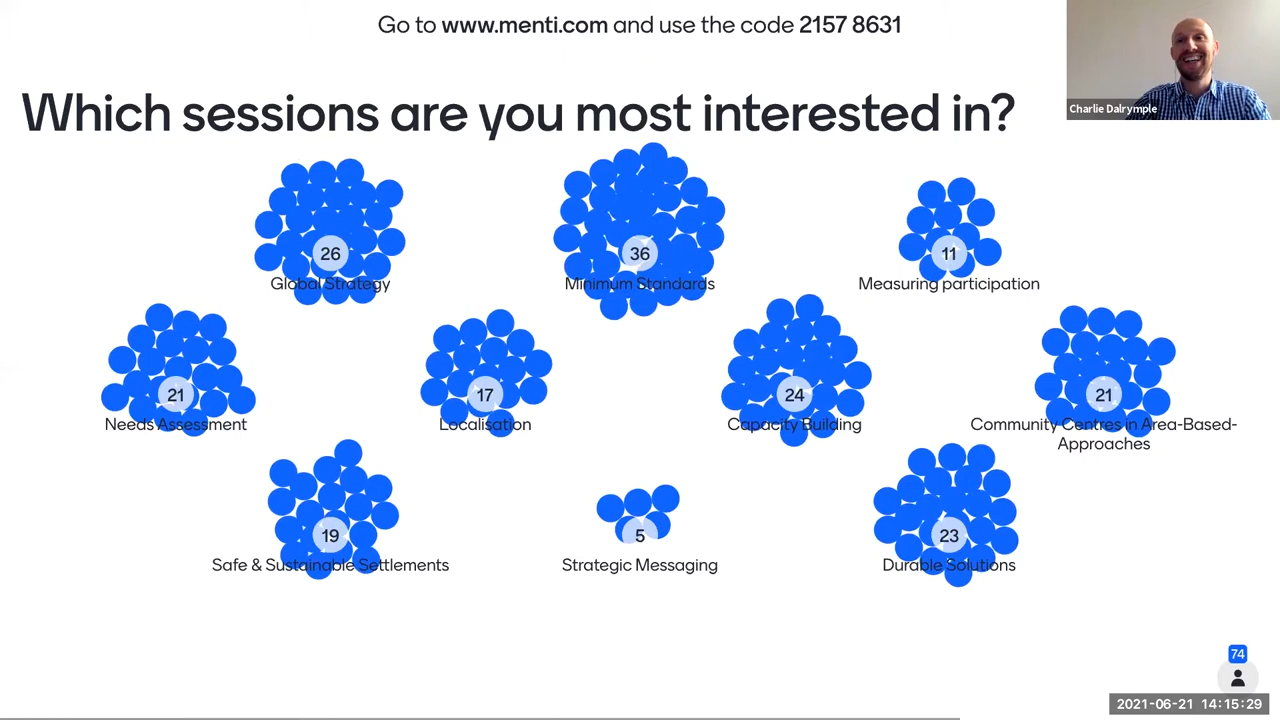 Go to www.menti.com and use the code 2157 8631
Charlie Dalrymple
Which sessions are you most interested in?
26
Global Strategy
36
Minimum Standards
11
Measuring participation
21
Needs Assessment
17
Localisation
24
Capacity Building
21
Community Centres in Area-Based-
Approaches
19
Safe & Sustainable Settlements
5
Strategic Messaging
23
Durable Solutions
74
2021-06-21 14:15:29